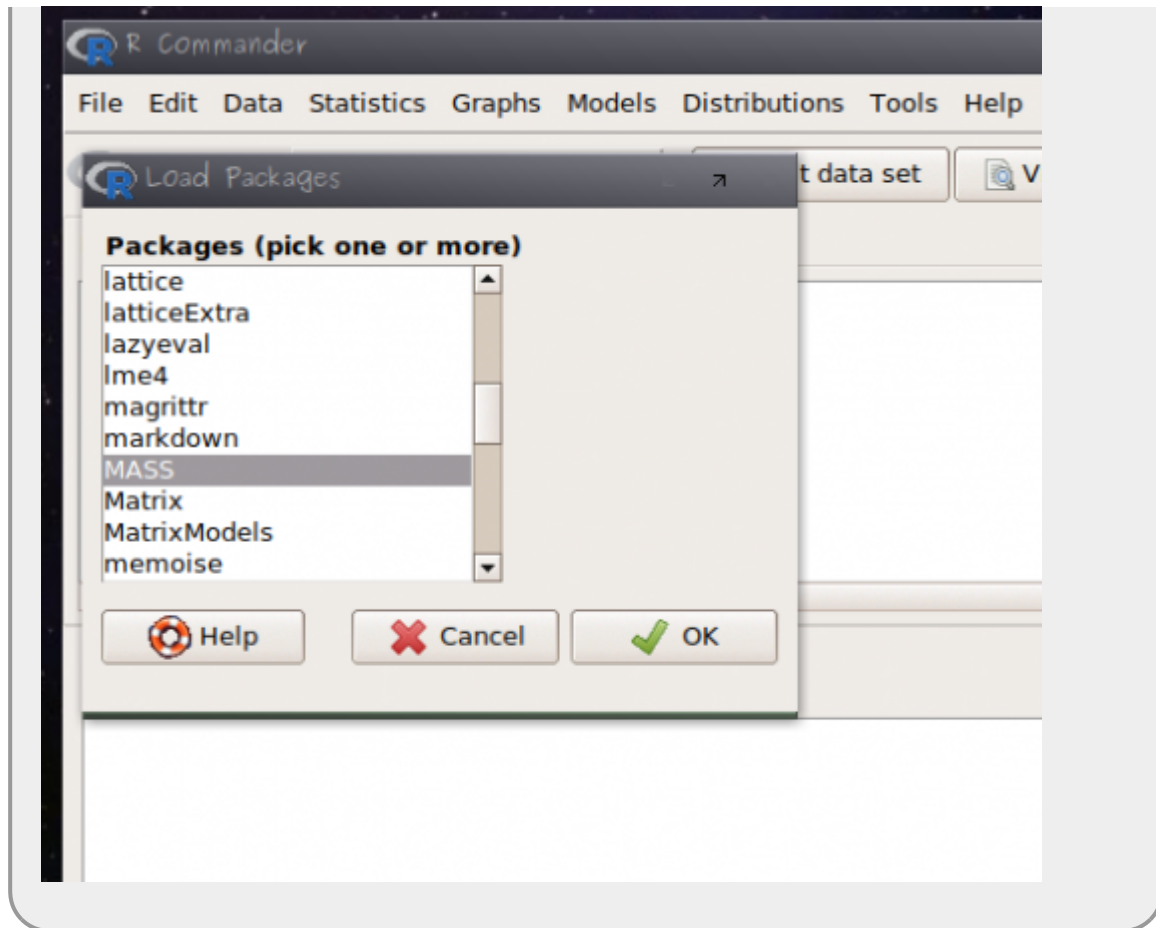 R Commander
File Edit Data Statistics Graphs Models Distributions Tools Help
Load Packages
t data set V
Packages (pick one or more)
lattice
latticeExtra
lazyeval
lme4
magrittr
markdown
MASS
Matrix
MatrixModels
memoise
Help Cancel OK